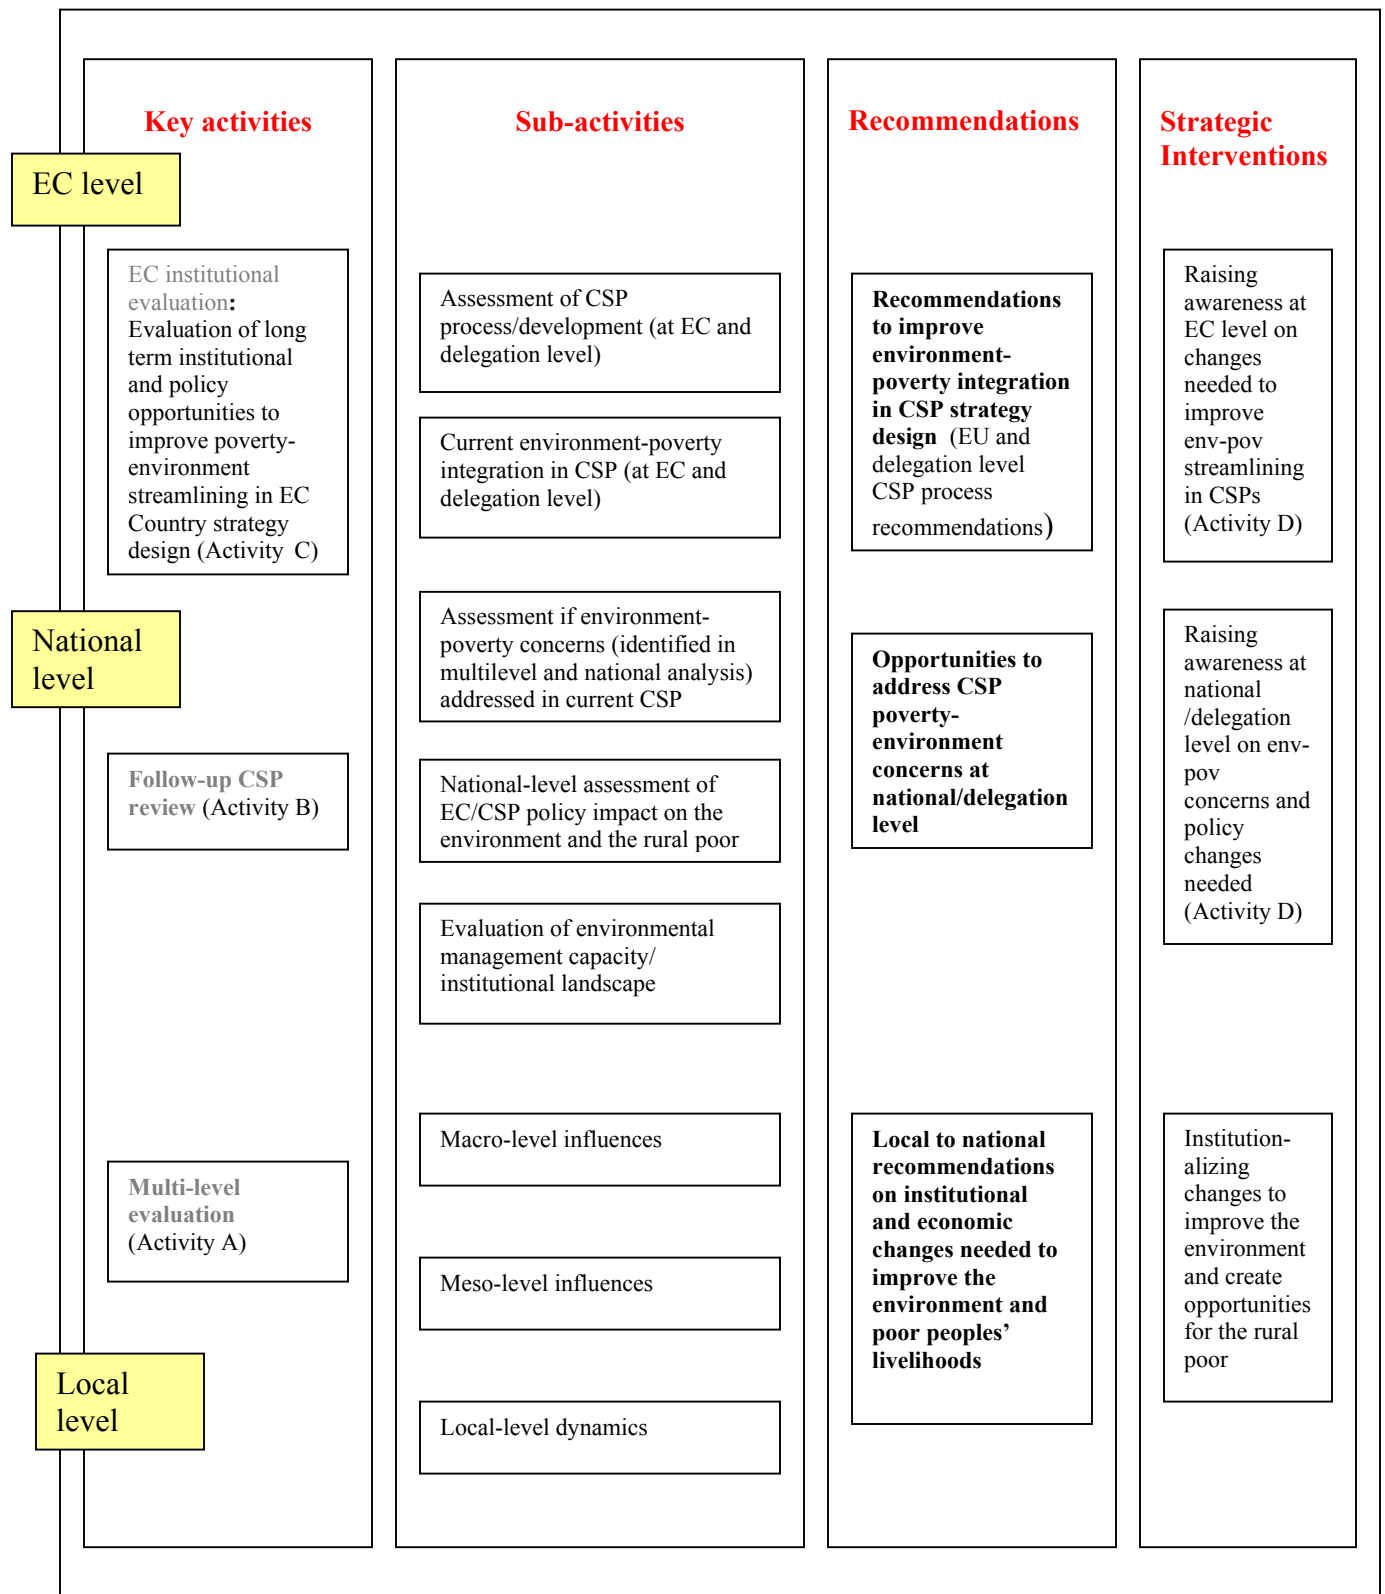 Key activities
Sub-activities
Recommendations
Strategic
Interventions
EC level
EC institutional
evaluation:
Evaluation of long
term institutional
and policy
opportunities to
improve poverty-
environment
streamlining in EC
Country strategy
design (Activity C)
Assessment of CSP
process/development (at EC and
delegation level)
Current environment-poverty
integration in CSP (at EC and
delegation level)
Recommendations
to improve
environment-
poverty integration
in CSP strategy
design (EU and
delegation level
CSP process
recommendations)
Raising
awareness at
EC level on
changes
needed to
improve
env-pov
streamlining
in CSPs
(Activity D)
National
level
Follow-up CSP
review (Activity B)
Assessment if environment-
poverty concerns (identified in
multilevel and national analysis)
addressed in current CSP
National-level assessment of
EC/CSP policy impact on the
environment and the rural poor
Evaluation of environmental
management capacity/
institutional landscape
Opportunities to
address CSP
poverty-
environment
concerns at
national/delegation
level
Raising
awareness at
national
/delegation
level on env-
pov
concerns and
policy
changes
needed
(Activity D)
Multi-level
evaluation
(Activity A)
Macro-level influences
Meso-level influences
Local-level dynamics
Local to national
recommendations
on institutional
and economic
changes needed to
improve the
environment and
poor peoples’
livelihoods
Institution-
alizing
changes to
improve the
environment
and create
opportunities
for the rural
poor
Local
level